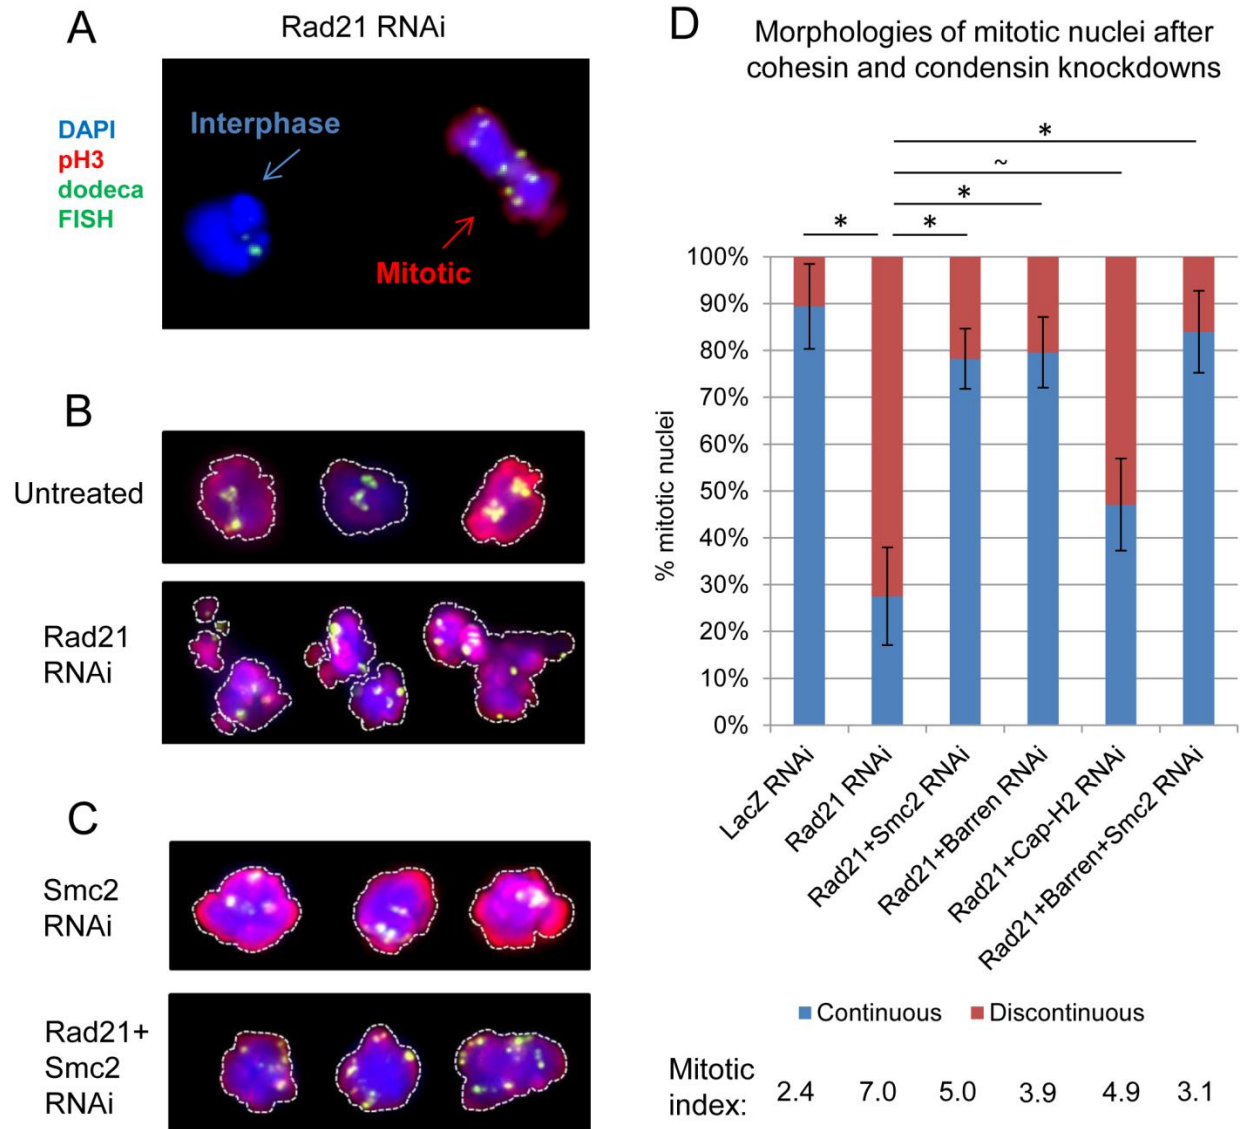 A
Rad21 RNAi
DAPI
pH3
dodeca
FISH
Interphase
Mitotic
B
Untreated
Rad21
RNAi
C
Smc2
RNAi
Rad21+
Smc2
RNAi
D
Morphologies of mitotic nuclei after
cohesin and condensin knockdowns
*
~
*
* *
100%
90%
80%
70%
60%
50%
40%
30%
20%
10%
0%
% mitotic nuclei
LacZ RNAi
Rad21 RNAi
Rad21+Smc2 RNAi
Rad21+Barren RNAi
Rad21+Cap-H2 RNAi
Rad21+Barren+Smc2 RNAi
Continuous Discontinuous
Mitotic
index: 2.4 7.0 5.0 3.9 4.9 3.1